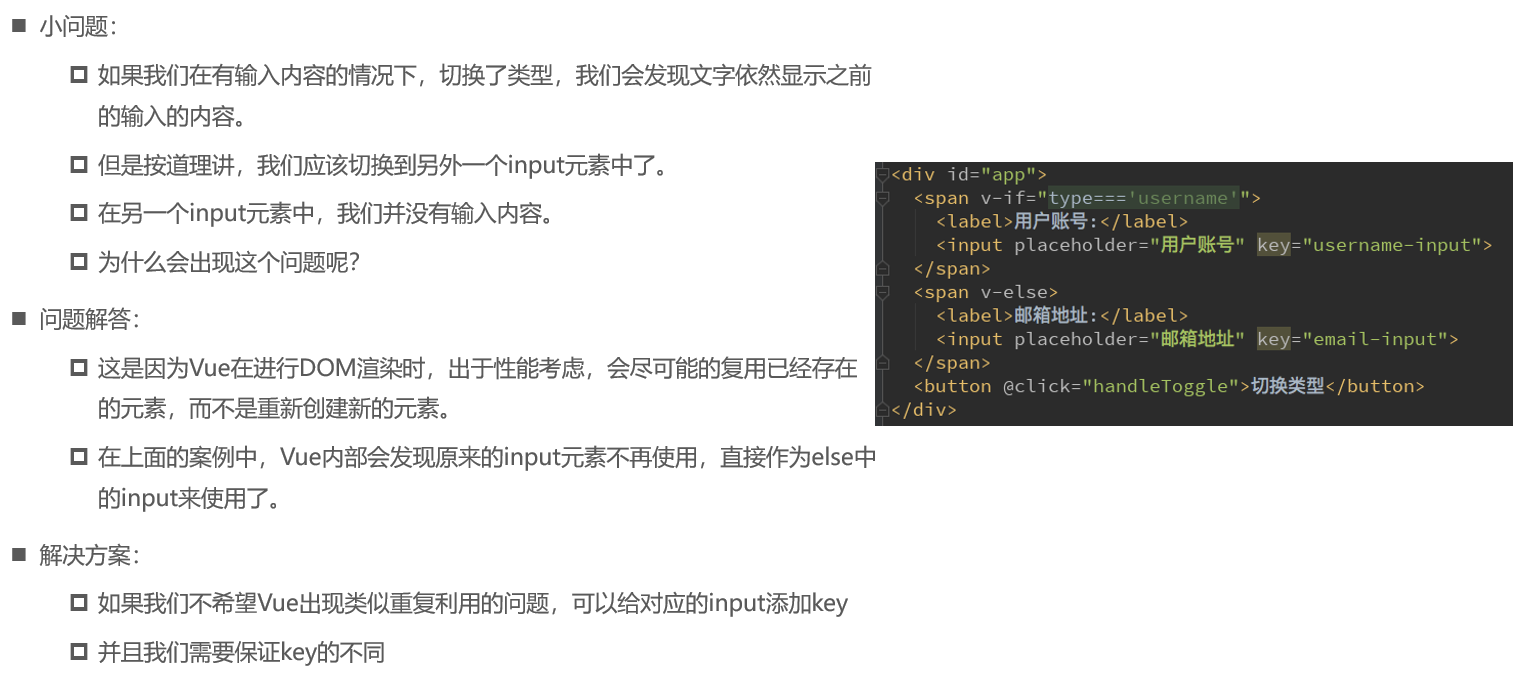 小问题：
如果我们在有输入内容的情况下，切换了类型，我们会发现文字依然显示之前
的输入的内容。
但是按道理讲，我们应该切换到另外一个input元素中了。
在另一个input元素中，我们并没有输入内容。
为什么会出现这个问题呢？
问题解答：
这是因为Vue在进行DOM渲染时，出于性能考虑，会尽可能的复用已经存在
的元素，而不是重新创建新的元素。
在上面的案例中，Vue内部会发现原来的input元素不再使用，直接作为else中
的input来使用了。
解决方案：
如果我们不希望Vue出现类似重复利用的问题，可以给对应的input添加key
并且我们需要保证key的不同
<div id="app">
<span v-if="type==='username'">
<label>用户账号:</label>
<input placeholder="用户账号" key="username-input">
</span>
<span v-else>
<label>邮箱地址:</label>
<input placeholder="邮箱地址" key="email-input">
</span>
<button @click="handleToggle">切换类型</button>
</div>